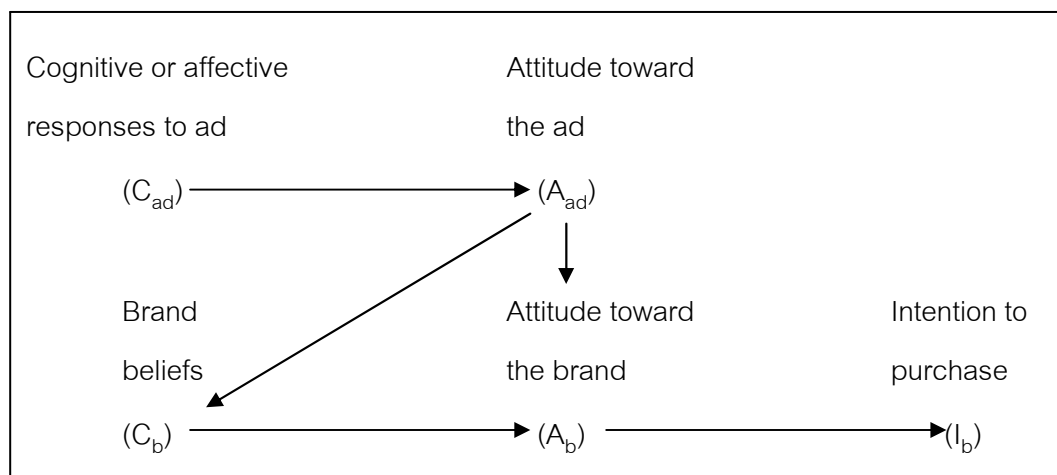 Cognitive or affective
responses to ad
(C_ad)
Attitude toward
the ad
(A_ad)
Brand
beliefs
(C_b)
Attitude toward
the brand
(A_b)
Intention to
purchase
(I_b)